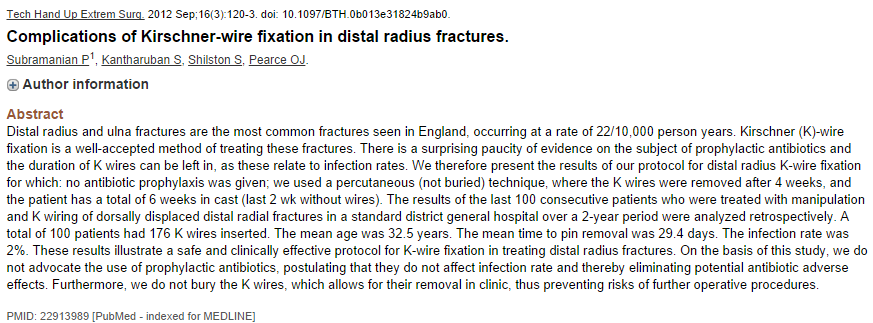 Tech Hand Up Extrem Surg. 2012 Sep;16(3):120-3. doi: 10.1097/BTH.0b013e31824b9ab0.
Complications of Kirschner-wire fixation in distal radius fractures.
Subramanian P1, Kantharuban S, Shilston S, Pearce OJ.
Author information
Abstract
Distal radius and ulna fractures are the most common fractures seen in England, occurring at a rate of 22/10,000 person years. Kirschner (K)-wire
fixation is a well-accepted method of treating these fractures. There is a surprising paucity of evidence on the subject of prophylactic antibiotics and
the duration of K wires can be left in, as these relate to infection rates. We therefore present the results of our protocol for distal radius K-wire fixation
for which: no antibiotic prophylaxis was given; we used a percutaneous (not buried) technique, where the K wires were removed after 4 weeks, and
the patient has a total of 6 weeks in cast (last 2 wk without wires). The results of the last 100 consecutive patients who were treated with manipulation
and K wiring of dorsally displaced distal radial fractures in a standard district general hospital over a 2-year period were analyzed retrospectively. A
total of 100 patients had 176 K wires inserted. The mean age was 32.5 years. The mean time to pin removal was 29.4 days. The infection rate was
2%. These results illustrate a safe and clinically effective protocol for K-wire fixation in treating distal radius fractures. On the basis of this study, we do
not advocate the use of prophylactic antibiotics, postulating that they do not affect infection rate and thereby eliminating potential antibiotic adverse
effects. Furthermore, we do not bury the K wires, which allows for their removal in clinic, thus preventing risks of further operative procedures.
PMID: 22913989 [PubMed - indexed for MEDLINE]